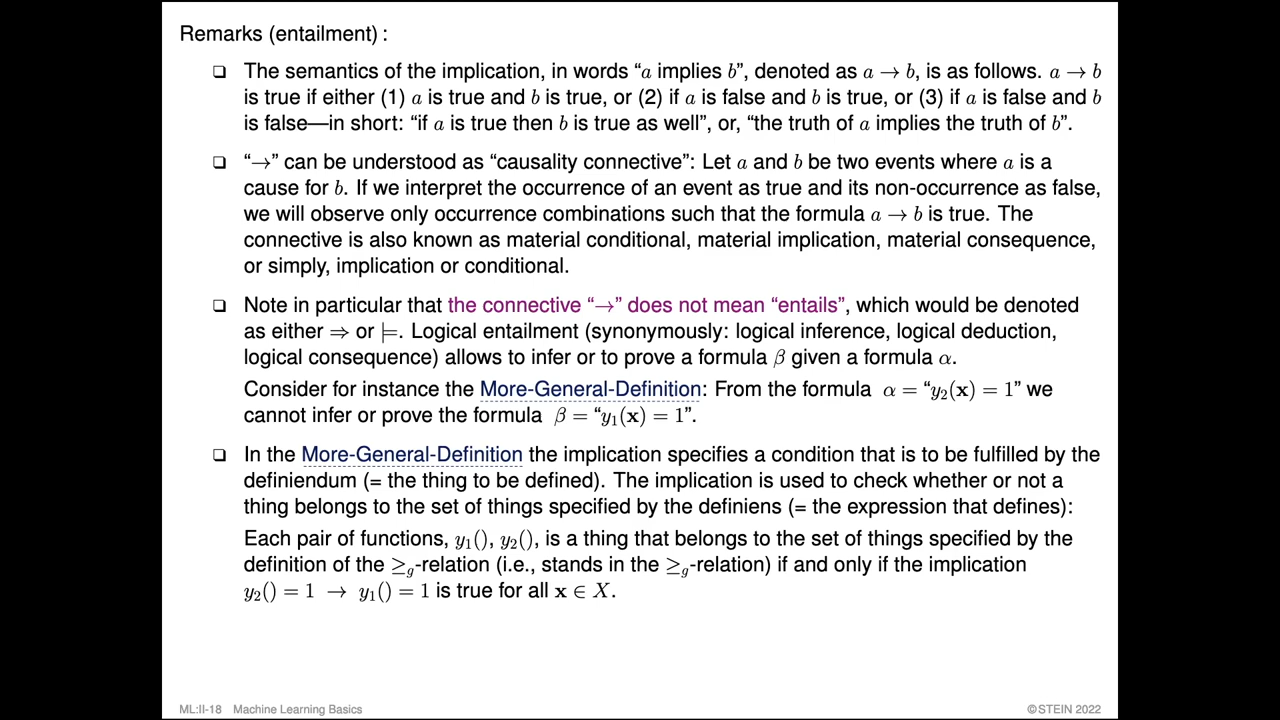 Remarks (entailment) :
❑ The semantics of the implication, in words “a implies b”, denoted as a → b, is as follows. a → b
is true if either (1) a is true and b is true, or (2) if a is false and b is true, or (3) if a is false and b
is false—in short: “if a is true then b is true as well”, or, “the truth of a implies the truth of b”.
❑ “→” can be understood as “causality connective”: Let a and b be two events where a is a
cause for b. If we interpret the occurrence of an event as true and its non-occurrence as false,
we will observe only occurrence combinations such that the formula a → b is true. The
connective is also known as material conditional, material implication, material consequence,
or simply, implication or conditional.
❑ Note in particular that the connective “→” does not mean “entails”, which would be denoted
as either ⇒ or ⊨. Logical entailment (synonymously: logical inference, logical deduction,
logical consequence) allows to infer or to prove a formula β given a formula α.
Consider for instance the More-General-Definition: From the formula α = “y₂(x) = 1” we
cannot infer or prove the formula β = “y₁(x) = 1”.
❑ In the More-General-Definition the implication specifies a condition that is to be fulfilled by the
definiendum (= the thing to be defined). The implication is used to check whether or not a
thing belongs to the set of things specified by the definiens (= the expression that defines):
Each pair of functions, y₁(), y₂(), is a thing that belongs to the set of things specified by the
definition of the ≥g-relation (i.e., stands in the ≥g-relation) if and only if the implication
y₂() = 1 → y₁() = 1 is true for all x ∈ X.
ML:II-18 Machine Learning Basics
©STEIN 2022